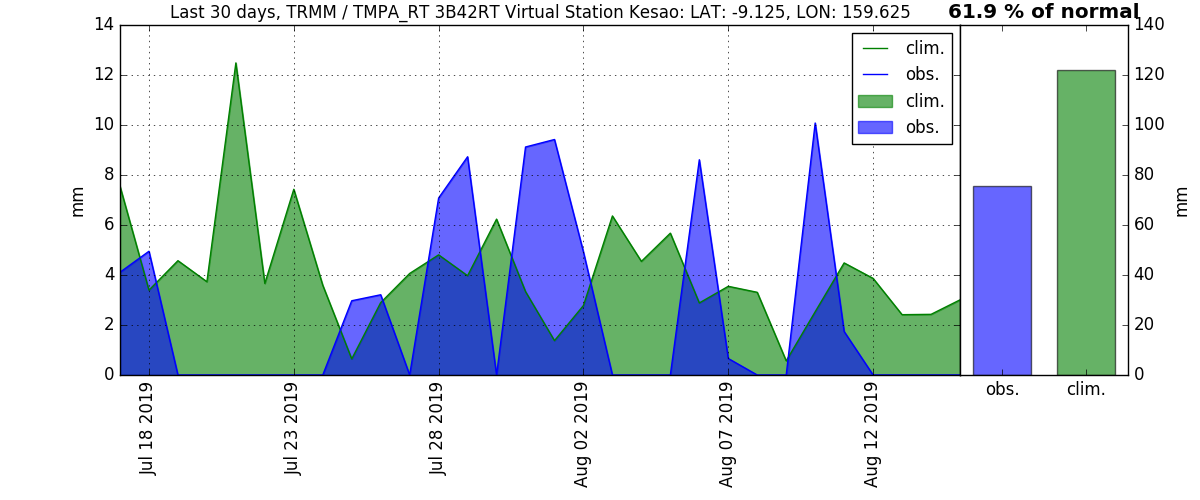 Last 30 days, TRMM / TMPA_RT 3B42RT Virtual Station Kesao: LAT: -9.125, LON: 159.625
61.9 % of normal
14
12
10
8
6
4
2
0
mm
clim.
obs.
clim.
obs.
140
120
100
80
60
40
20
0
mm
obs.
clim.
Jul 18 2019
Jul 23 2019
Jul 28 2019
Aug 02 2019
Aug 07 2019
Aug 12 2019